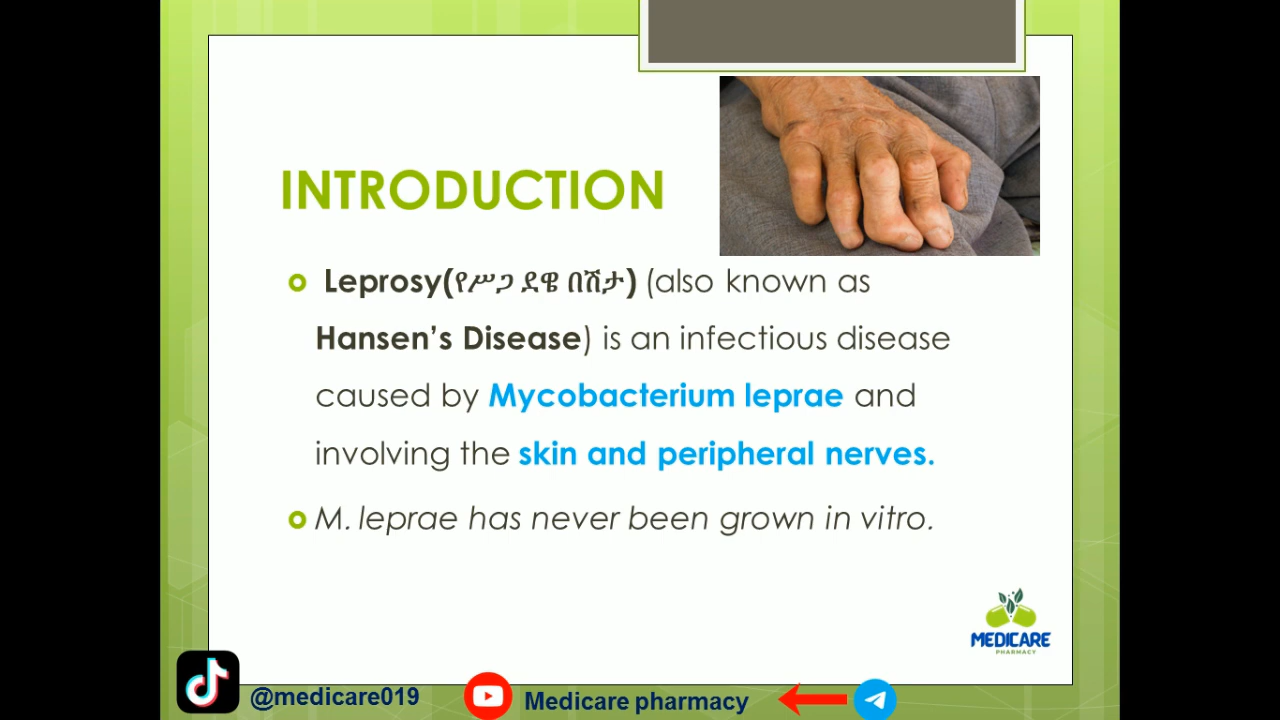 INTRODUCTION
Leprosy(የሥጋ ደዌ በሽታ) (also known as
Hansen's Disease) is an infectious disease
caused by Mycobacterium leprae and
involving the skin and peripheral nerves.
M. leprae has never been grown in vitro.
MEDICARE
PHARMACY
@medicare019
Medicare pharmacy